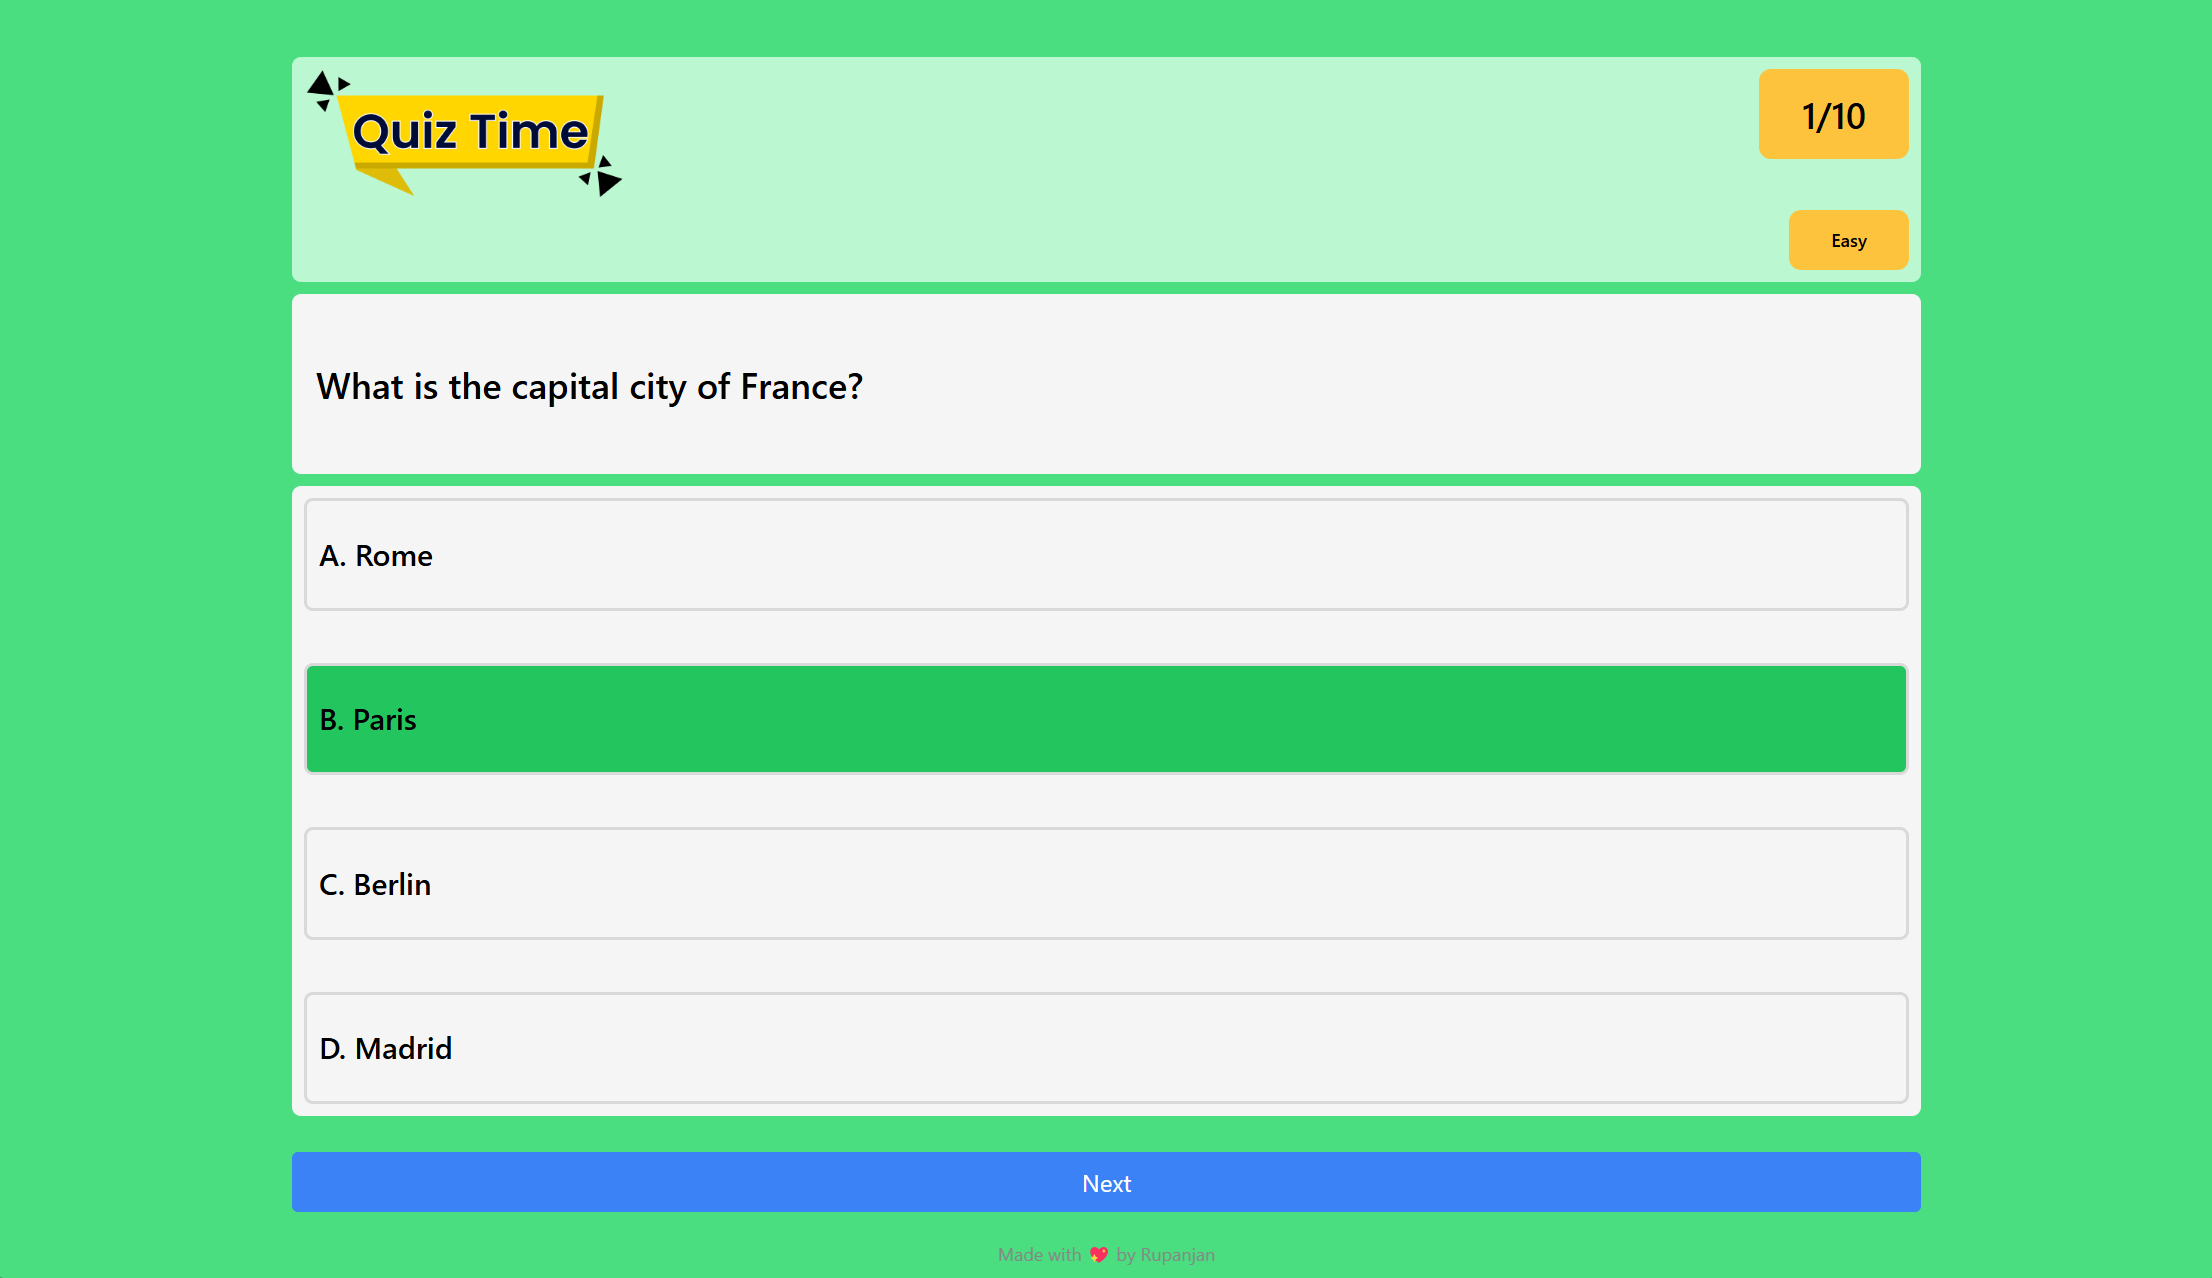 Quiz Time
1/10
Easy
What is the capital city of France?
A. Rome
B. Paris
C. Berlin
D. Madrid
Next
Made with 💖 by Rupanjan